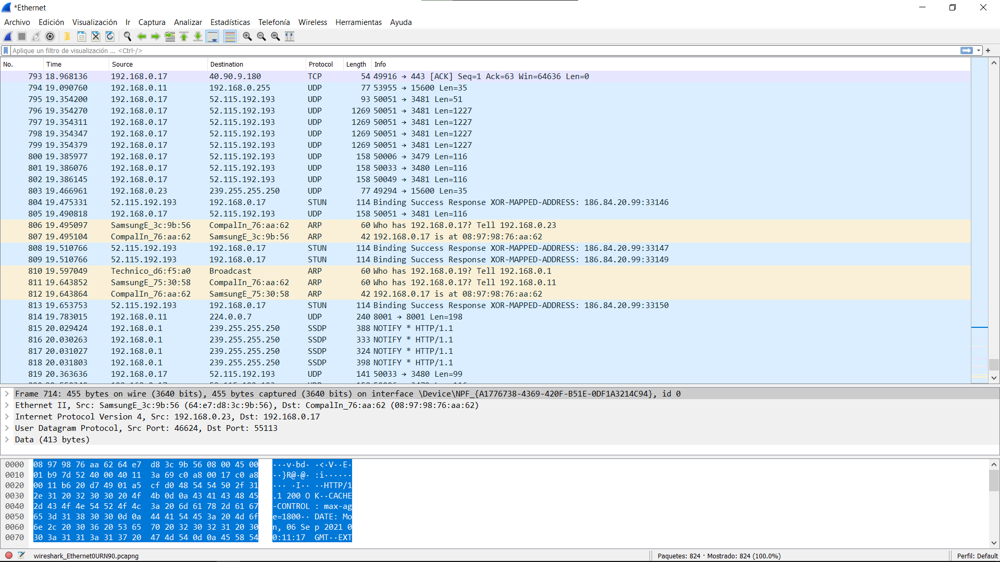 *Ethernet
Archivo Edición Visualización Ir Captura Analizar Estadísticas Telefonía Wireless Herramientas Ayuda
Aplique un filtro de visualización ... <Ctrl-/>
No. Time Source Destination Protocol Length Info
793 18.968136 192.168.0.17 40.90.9.180 TCP 54 49916 → 443 [ACK] Seq=1 Ack=63 Win=64636 Len=0
794 19.090760 192.168.0.11 192.168.0.255 UDP 77 53955 → 15600 Len=35
795 19.354200 192.168.0.17 52.115.192.193 UDP 93 50051 → 3481 Len=51
796 19.354270 192.168.0.17 52.115.192.193 UDP 1269 50051 → 3481 Len=1227
797 19.354311 192.168.0.17 52.115.192.193 UDP 1269 50051 → 3481 Len=1227
798 19.354347 192.168.0.17 52.115.192.193 UDP 1269 50051 → 3481 Len=1227
799 19.354379 192.168.0.17 52.115.192.193 UDP 1269 50051 → 3481 Len=1227
800 19.385977 192.168.0.17 52.115.192.193 UDP 158 50006 → 3479 Len=116
801 19.386076 192.168.0.17 52.115.192.193 UDP 158 50033 → 3480 Len=116
802 19.386145 192.168.0.17 52.115.192.193 UDP 158 50049 → 3481 Len=116
803 19.466961 192.168.0.23 239.255.255.250 UDP 77 49294 → 15600 Len=35
804 19.475331 52.115.192.193 192.168.0.17 STUN 114 Binding Success Response XOR-MAPPED-ADDRESS: 186.84.20.99:33146
805 19.490818 192.168.0.17 52.115.192.193 UDP 158 50051 → 3481 Len=116
806 19.495097 SamsungE_3c:9b:56 CompalIn_76:aa:62 ARP 60 Who has 192.168.0.17? Tell 192.168.0.23
807 19.495104 CompalIn_76:aa:62 SamsungE_3c:9b:56 ARP 42 192.168.0.17 is at 08:97:98:76:aa:62
808 19.510766 52.115.192.193 192.168.0.17 STUN 114 Binding Success Response XOR-MAPPED-ADDRESS: 186.84.20.99:33147
809 19.510766 52.115.192.193 192.168.0.17 STUN 114 Binding Success Response XOR-MAPPED-ADDRESS: 186.84.20.99:33149
810 19.597049 Technico_d6:f5:a0 Broadcast ARP 60 Who has 192.168.0.19? Tell 192.168.0.1
811 19.643852 SamsungE_75:30:58 CompalIn_76:aa:62 ARP 60 Who has 192.168.0.17? Tell 192.168.0.11
812 19.643864 CompalIn_76:aa:62 SamsungE_75:30:58 ARP 42 192.168.0.17 is at 08:97:98:76:aa:62
813 19.653753 52.115.192.193 192.168.0.17 STUN 114 Binding Success Response XOR-MAPPED-ADDRESS: 186.84.20.99:33150
814 19.783015 192.168.0.11 224.0.0.7 UDP 240 8001 → 8001 Len=198
815 20.029424 192.168.0.1 239.255.255.250 SSDP 388 NOTIFY * HTTP/1.1
816 20.030263 192.168.0.1 239.255.255.250 SSDP 333 NOTIFY * HTTP/1.1
817 20.031027 192.168.0.1 239.255.255.250 SSDP 324 NOTIFY * HTTP/1.1
818 20.031803 192.168.0.1 239.255.255.250 SSDP 398 NOTIFY * HTTP/1.1
819 20.363636 192.168.0.17 52.115.192.193 UDP 141 50033 → 3480 Len=99
Frame 714: 455 bytes on wire (3640 bits), 455 bytes captured (3640 bits) on interface \Device\NPF_{A1776738-4369-420F-B51E-0DF1A3214C94}, id 0
Ethernet II, Src: SamsungE_3c:9b:56 (64:e7:d8:3c:9b:56), Dst: CompalIn_76:aa:62 (08:97:98:76:aa:62)
Internet Protocol Version 4, Src: 192.168.0.23, Dst: 192.168.0.17
User Datagram Protocol, Src Port: 46624, Dst Port: 55113
Data (413 bytes)
0000 08 97 98 76 aa 62 64 e7 d8 3c 9b 56 08 00 45 00 ···v·bd· ·<·V··E·
0010 01 b9 7d 52 40 00 40 11 3a 69 c0 a8 00 17 c0 a8 ··}R@·@· :i······
0020 00 11 b6 20 d7 49 01 a5 cf d0 48 54 54 50 2f 31 ··· ·I·· ··HTTP/1
0030 2e 31 20 32 30 30 20 4f 4b 0d 0a 43 41 43 48 45 .1 200 O K··CACHE
0040 2d 43 4f 4e 54 52 4f 4c 3a 20 6d 61 78 2d 61 67 -CONTROL : max-ag
0050 65 3d 31 38 30 30 0d 0a 44 41 54 45 3a 20 4d 6f e=1800·· DATE: Mo
0060 6e 2c 20 30 36 20 53 65 70 20 32 30 32 31 20 30 n, 06 Se p 2021 0
0070 30 3a 31 31 3a 31 37 20 47 4d 54 0d 0a 45 58 54 0:11:17 GMT··EXT
wireshark_Ethernet0URN90.pcapng Paquetes: 824 · Mostrado: 824 (100.0%) Perfil: Default